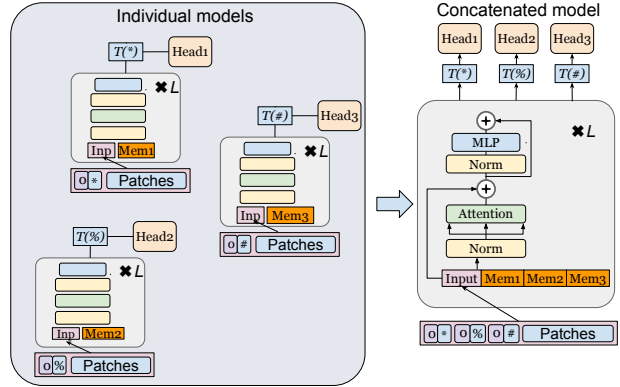 Individual models
T(*) Head1
✖ L
Inp Mem1
0 * Patches
T(#) Head3
✖ L
Inp Mem3
0 # Patches
T(%) Head2
✖ L
Inp Mem2
0 % Patches
Concatenated model
Head1 Head2 Head3
T(*) T(%) T(#)
✖ L
+
MLP
Norm
+
Attention
Norm
Input Mem1 Mem2 Mem3
0 * 0 % 0 # Patches